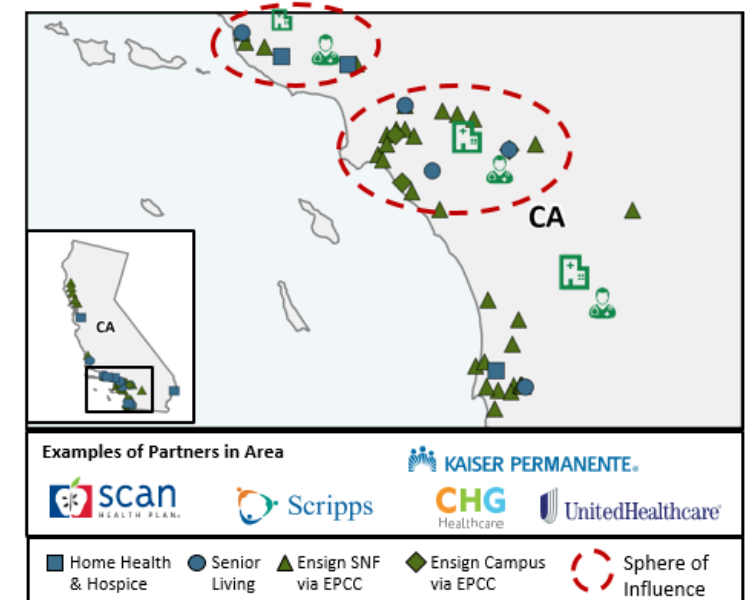 CA
CA
Examples of Partners in Area
KAISER PERMANENTE®
scan
HEALTH PLAN.
Scripps
CHG
Healthcare
UnitedHealthcare®
Home Health
& Hospice
Senior
Living
Ensign SNF
via EPCC
Ensign Campus
via EPCC
Sphere of
Influence